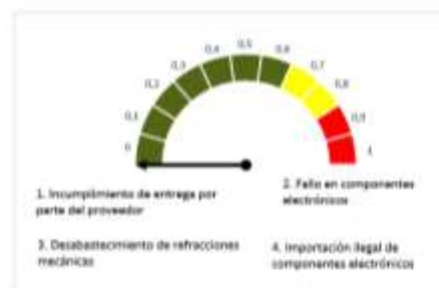 0
0,1
0,2
0,3
0,4
0,5
0,6
0,7
0,8
0,9
1
1. Incumplimiento de entrega por
parte del proveedor
2. Fallo en componentes
electrónicos
3. Desabastecimiento de refracciones
mecánicas
4. Importación ilegal de
componentes electrónicos